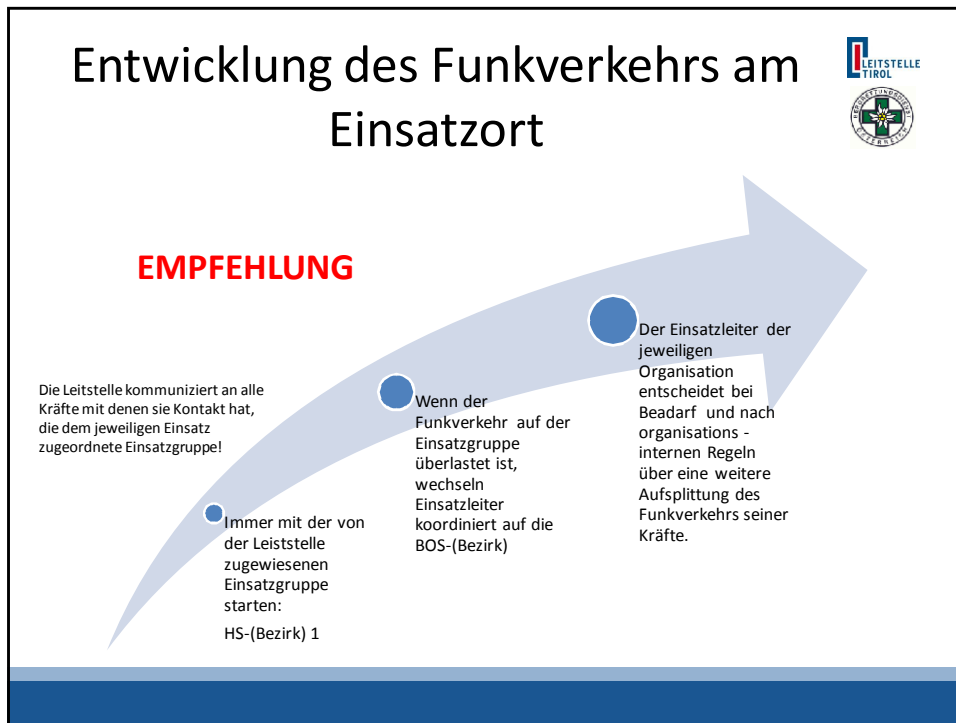 Entwicklung des Funkverkehrs am
Einsatzort
LEITSTELLE
TIROL
BERGRETTUNGSDIENST
ÖSTERREICH
EMPFEHLUNG
Die Leitstelle kommuniziert an alle
Kräfte mit denen sie Kontakt hat,
die dem jeweiligen Einsatz
zugeordnete Einsatzgruppe!
Immer mit der von
der Leiststelle
zugewiesenen
Einsatzgruppe
starten:
HS-(Bezirk) 1
Wenn der
Funkverkehr auf der
Einsatzgruppe
überlastet ist,
wechseln
Einsatzleiter
koordiniert auf die
BOS-(Bezirk)
Der Einsatzleiter der
jeweiligen
Organisation
entscheidet bei
Beadarf und nach
organisations -
internen Regeln
über eine weitere
Aufsplittung des
Funkverkehrs seiner
Kräfte.